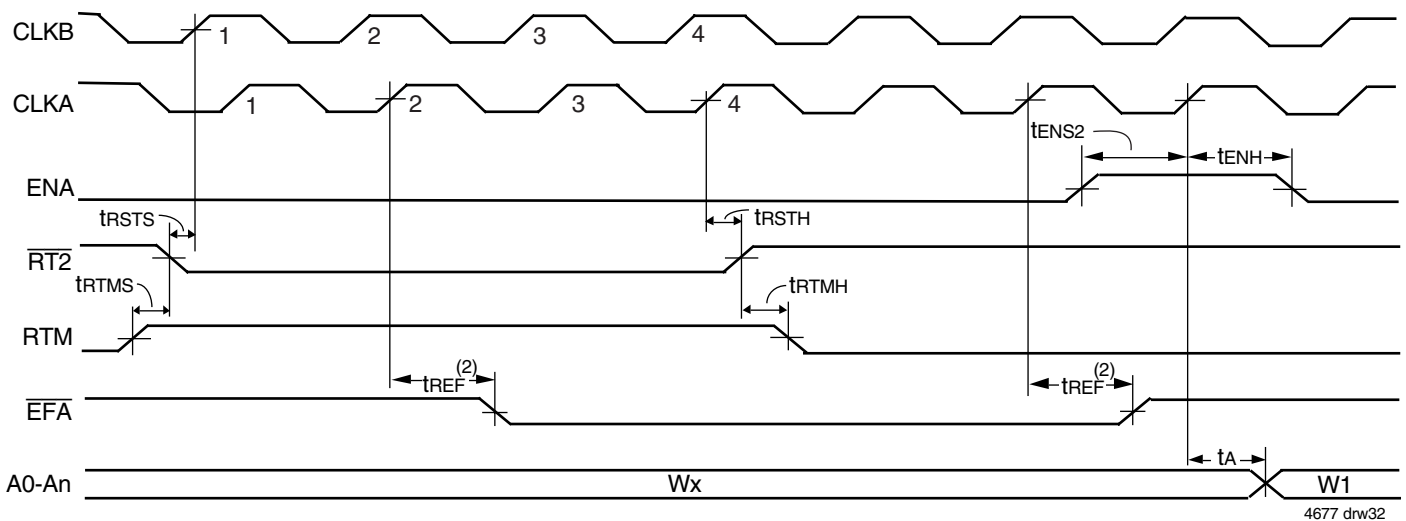 CLKB 1 2 3 4
CLKA 1 2 3 4
tENS2 tENH
ENA
tRSTS tRSTH
RT2
tRTMS tRTMH
RTM
tREF(2) tREF(2)
EFA
tA
A0-An Wx W1
4677 drw32